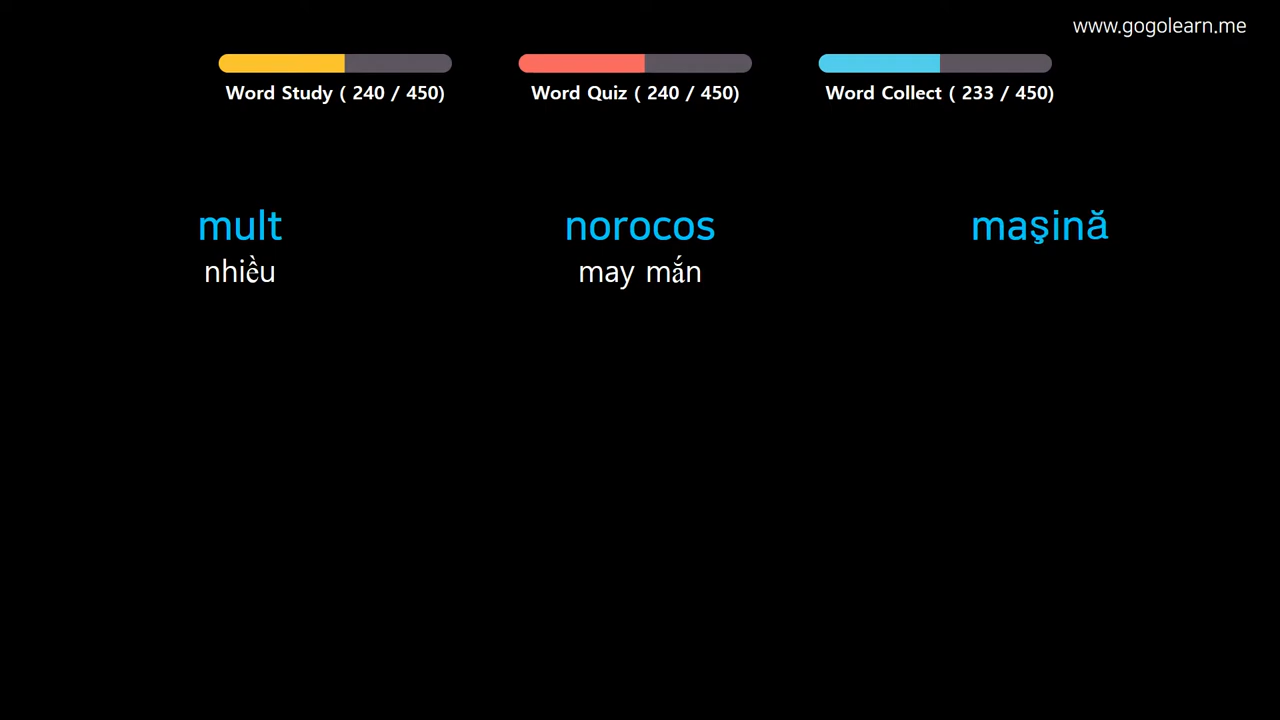 www.gogolearn.me
Word Study ( 240 / 450)
Word Quiz ( 240 / 450)
Word Collect ( 233 / 450)
mult
nhiều
norocos
may mắn
maşină